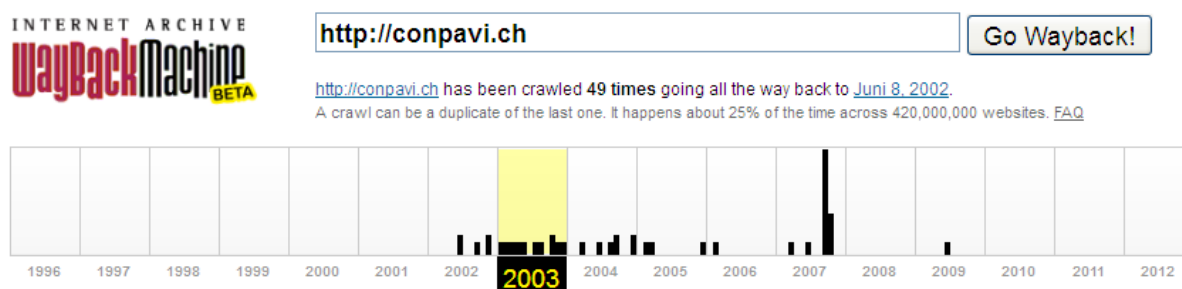 INTERNET ARCHIVE
WayBackMachine
BETA
http://conpavi.ch
Go Wayback!
http://conpavi.ch has been crawled 49 times going all the way back to Juni 8, 2002.
A crawl can be a duplicate of the last one. It happens about 25% of the time across 420,000,000 websites. FAQ
1996 1997 1998 1999 2000 2001 2002 2003 2004 2005 2006 2007 2008 2009 2010 2011 2012